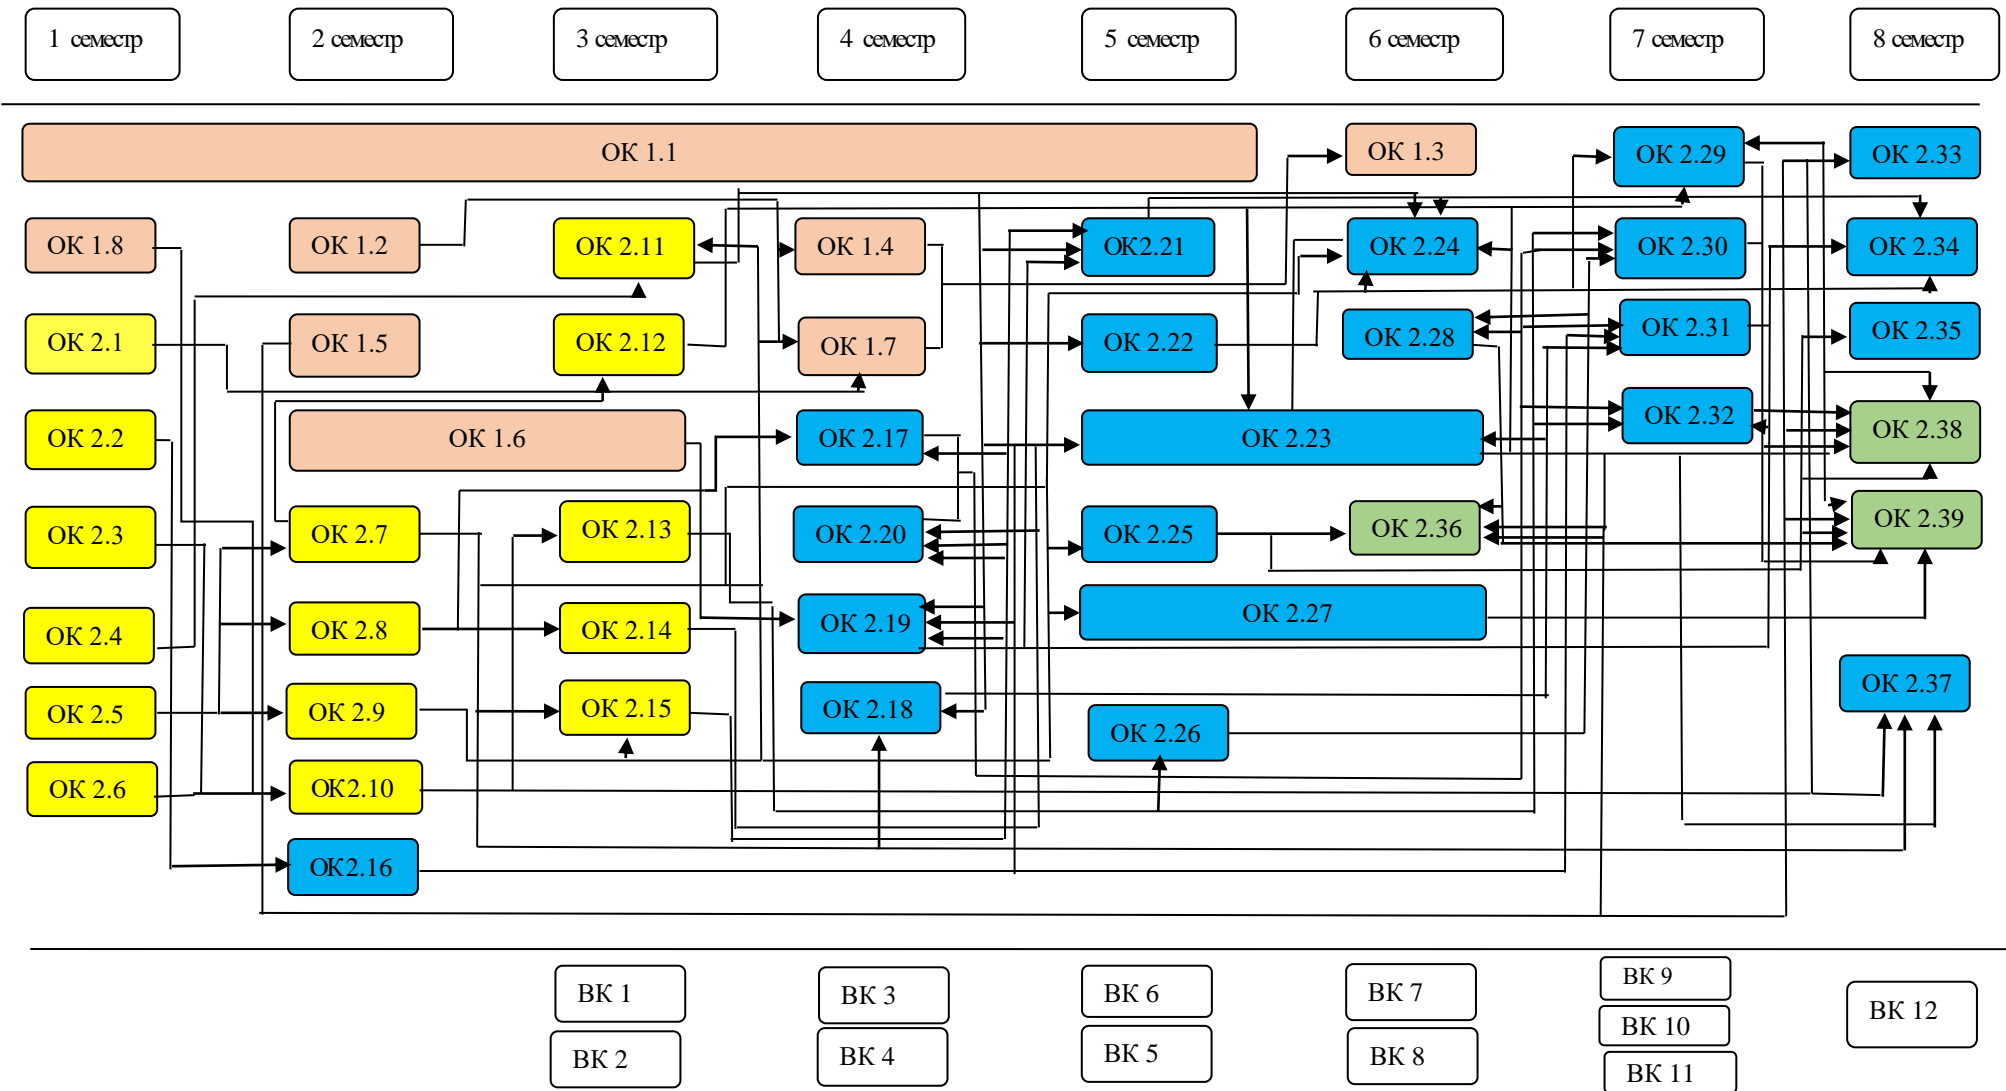 1 семестр
2 семестр
3 семестр
4 семестр
5 семестр
6 семестр
7 семестр
8 семестр
ОК 1.1
ОК 1.3
ОК 2.29
ОК 2.33
ОК 1.8
ОК 1.2
ОК 2.11
ОК 1.4
ОК2.21
ОК 2.24
ОК 2.30
ОК 2.34
ОК 2.1
ОК 1.5
ОК 2.12
ОК 1.7
ОК 2.22
ОК 2.28
ОК 2.31
ОК 2.35
ОК 2.2
ОК 1.6
ОК 2.17
ОК 2.23
ОК 2.32
ОК 2.38
ОК 2.3
ОК 2.7
ОК 2.13
ОК 2.20
ОК 2.25
ОК 2.36
ОК 2.39
ОК 2.4
ОК 2.8
ОК 2.14
ОК 2.19
ОК 2.27
ОК 2.5
ОК 2.9
ОК 2.15
ОК 2.18
ОК 2.26
ОК 2.37
ОК 2.6
ОК2.10
ОК2.16
ВК 1
ВК 3
ВК 6
ВК 7
ВК 9
ВК 12
ВК 2
ВК 4
ВК 5
ВК 8
ВК 10
ВК 11